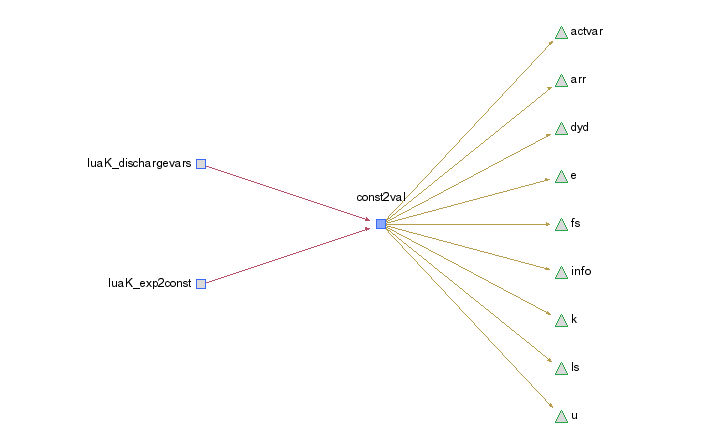 luaK_dischargevars
luaK_exp2const
const2val
actvar
arr
dyd
e
fs
info
k
ls
u